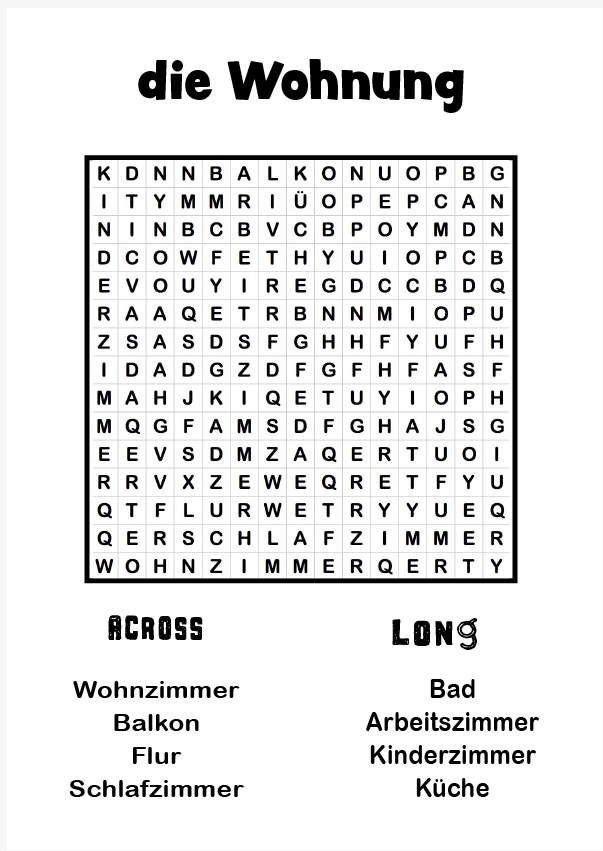 die Wohnung
K D N N B A L K O N U O P B G
I T Y M M R I Ü O P E P C A N
N I N B C B V C B P O Y M D N
D C O W F E T H Y U I O P C B
E V O U Y I R E G D C C B D Q
R A A Q E T R B N N M I O P U
Z S A S D S F G H H F Y U F H
I D A D G Z D F G F H F A S F
M A H J K I Q E T U Y I O P H
M Q G F A M S D F G H A J S G
E E V S D M Z A Q E R T U O I
R R V X Z E W E Q R E T F Y U
Q T F L U R W E T R Y Y U E Q
Q E R S C H L A F Z I M M E R
W O H N Z I M M E R Q E R T Y
ACROSS
Wohnzimmer
Balkon
Flur
Schlafzimmer
LONg
Bad
Arbeitszimmer
Kinderzimmer
Küche